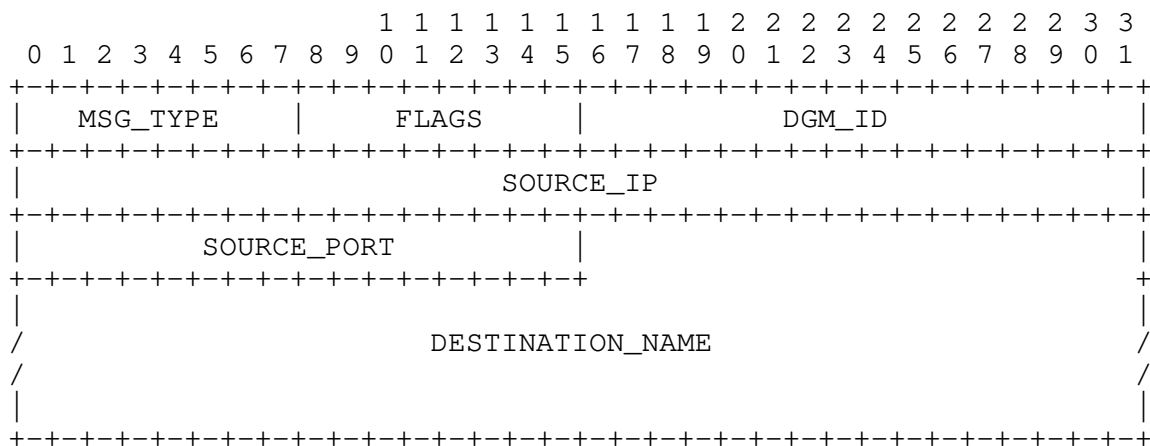 1 1 1 1 1 1 1 1 1 1 2 2 2 2 2 2 2 2 2 2 3 3
 0 1 2 3 4 5 6 7 8 9 0 1 2 3 4 5 6 7 8 9 0 1 2 3 4 5 6 7 8 9 0 1
+-+-+-+-+-+-+-+-+-+-+-+-+-+-+-+-+-+-+-+-+-+-+-+-+-+-+-+-+-+-+-+-+
|   MSG_TYPE    |     FLAGS     |           DGM_ID              |
+-+-+-+-+-+-+-+-+-+-+-+-+-+-+-+-+-+-+-+-+-+-+-+-+-+-+-+-+-+-+-+-+
|                           SOURCE_IP                           |
+-+-+-+-+-+-+-+-+-+-+-+-+-+-+-+-+-+-+-+-+-+-+-+-+-+-+-+-+-+-+-+-+
|          SOURCE_PORT          |                               |
+-+-+-+-+-+-+-+-+-+-+-+-+-+-+-+-+                               +
|                                                               |
/                       DESTINATION_NAME                        /
/                                                               /
|                                                               |
+-+-+-+-+-+-+-+-+-+-+-+-+-+-+-+-+-+-+-+-+-+-+-+-+-+-+-+-+-+-+-+-+